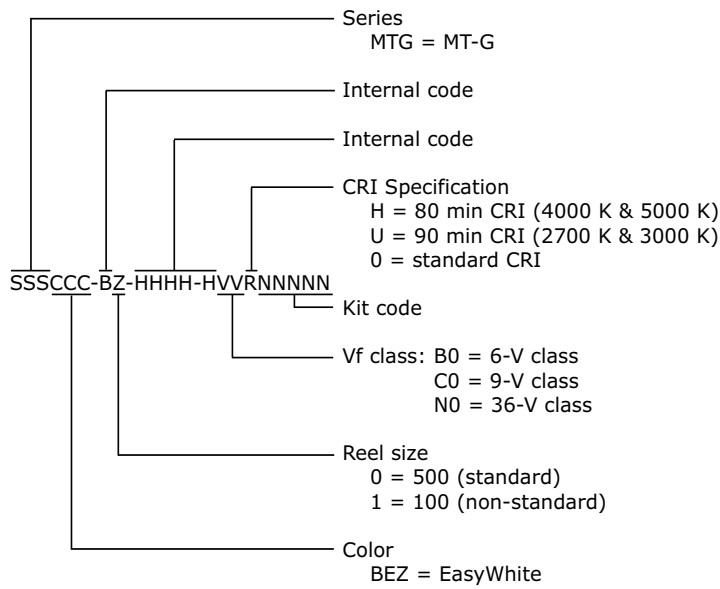 Series
MTG = MT-G
Internal code
Internal code
CRI Specification
H = 80 min CRI (4000 K & 5000 K)
U = 90 min CRI (2700 K & 3000 K)
0 = standard CRI
SSSCCC-BZ-HHHH-HVVRNNNNN
Kit code
Vf class: B0 = 6-V class
C0 = 9-V class
N0 = 36-V class
Reel size
0 = 500 (standard)
1 = 100 (non-standard)
Color
BEZ = EasyWhite